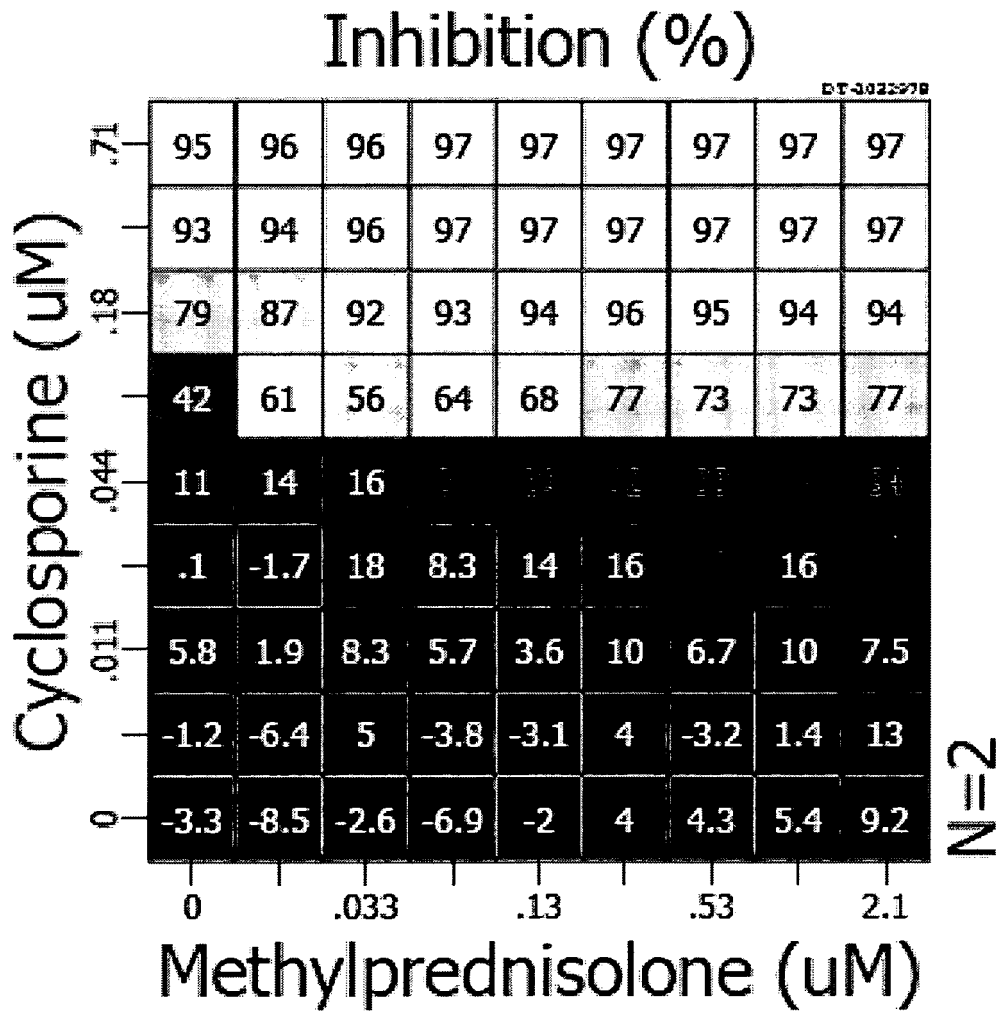 Inhibition (%)
.71 95 96 96 97 97 97 97 97 97
93 94 96 97 97 97 97 97 97
.18 79 87 92 93 94 96 95 94 94
42 61 56 64 68 77 73 73 77
.044 11 14 16
.1 -1.7 18 8.3 14 16 16
.011 5.8 1.9 8.3 5.7 3.6 10 6.7 10 7.5
-1.2 -6.4 5 -3.8 -3.1 4 -3.2 1.4 13
0 -3.3 -8.5 -2.6 -6.9 -2 4 4.3 5.4 9.2
0 .033 .13 .53 2.1
Cyclosporine (uM)
Methylprednisolone (uM)
N=2